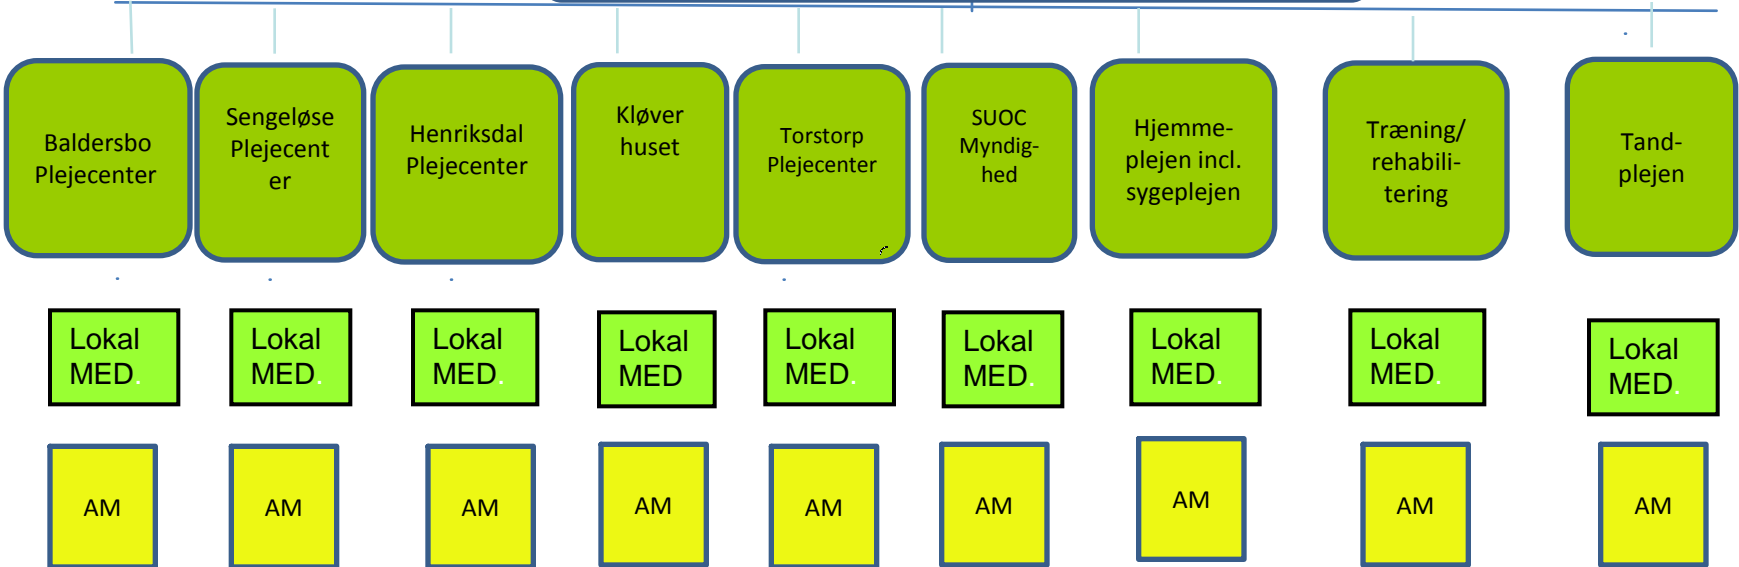 Baldersbo
Plejecenter
Sengeløse
Plejecent
er
Henriksdal
Plejecenter
Kløver
huset
Torstorp
Plejecenter
SUOC
Myndig-
hed
Hjemme-
plejen incl.
sygeplejen
Træning/
rehabili-
tering
Tand-
plejen
Lokal
MED.
Lokal
MED.
Lokal
MED.
Lokal
MED
Lokal
MED.
Lokal
MED.
Lokal
MED.
Lokal
MED.
Lokal
MED.
AM
AM
AM
AM
AM
AM
AM
AM
AM